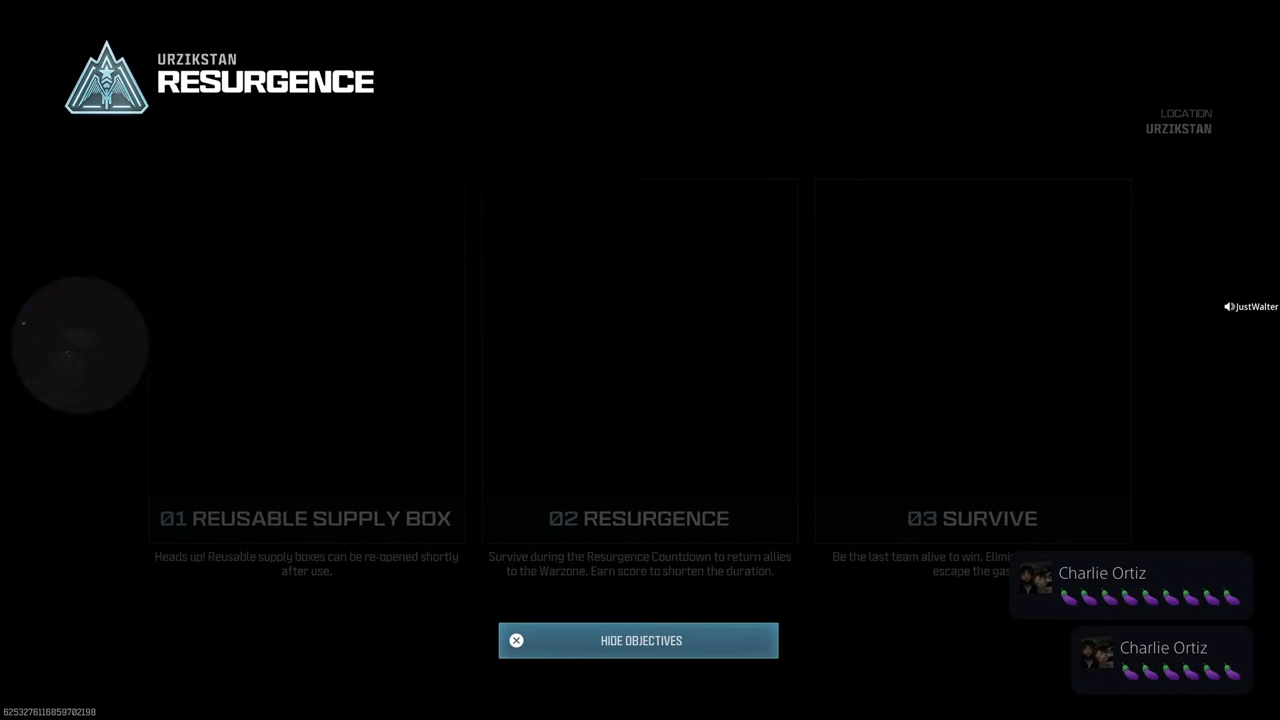 URZIKSTAN
RESURGENCE
LOCATION
URZIKSTAN
JustWalter
01 REUSABLE SUPPLY BOX
Heads up! Reusable supply boxes can be re-opened shortly
after use.
02 RESURGENCE
Survive during the Resurgence Countdown to return allies
to the Warzone. Earn score to shorten the duration.
03 SURVIVE
Be the last team alive to win.
escape the
Charlie Ortiz
🍆🍆🍆🍆🍆🍆🍆🍆🍆
Charlie Ortiz
🍆🍆🍆🍆🍆🍆
HIDE OBJECTIVES
6253276116859702198